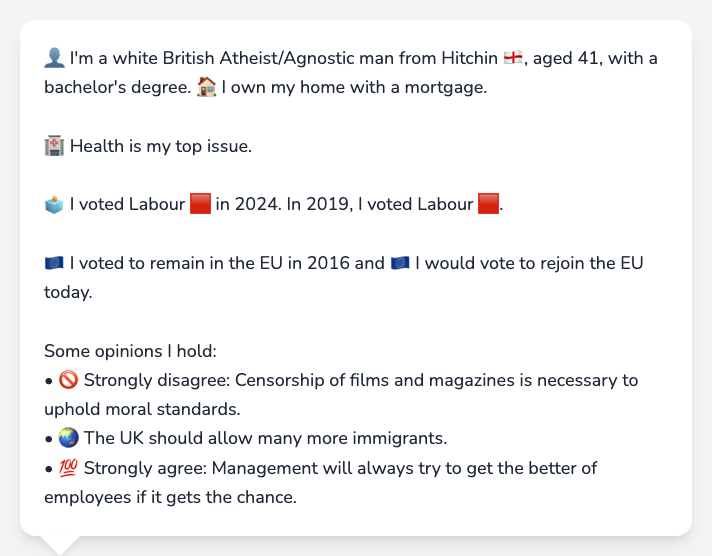 👤 I'm a white British Atheist/Agnostic man from Hitchin 🏴󠁧󠁢󠁥󠁮󠁧󠁿, aged 41, with a
bachelor's degree. 🏠 I own my home with a mortgage.
🏥 Health is my top issue.
🗳️ I voted Labour 🟥 in 2024. In 2019, I voted Labour 🟥.
🇪🇺 I voted to remain in the EU in 2016 and 🇪🇺 I would vote to rejoin the EU
today.
Some opinions I hold:
• 🚫 Strongly disagree: Censorship of films and magazines is necessary to
uphold moral standards.
• 🌏 The UK should allow many more immigrants.
• 💯 Strongly agree: Management will always try to get the better of
employees if it gets the chance.